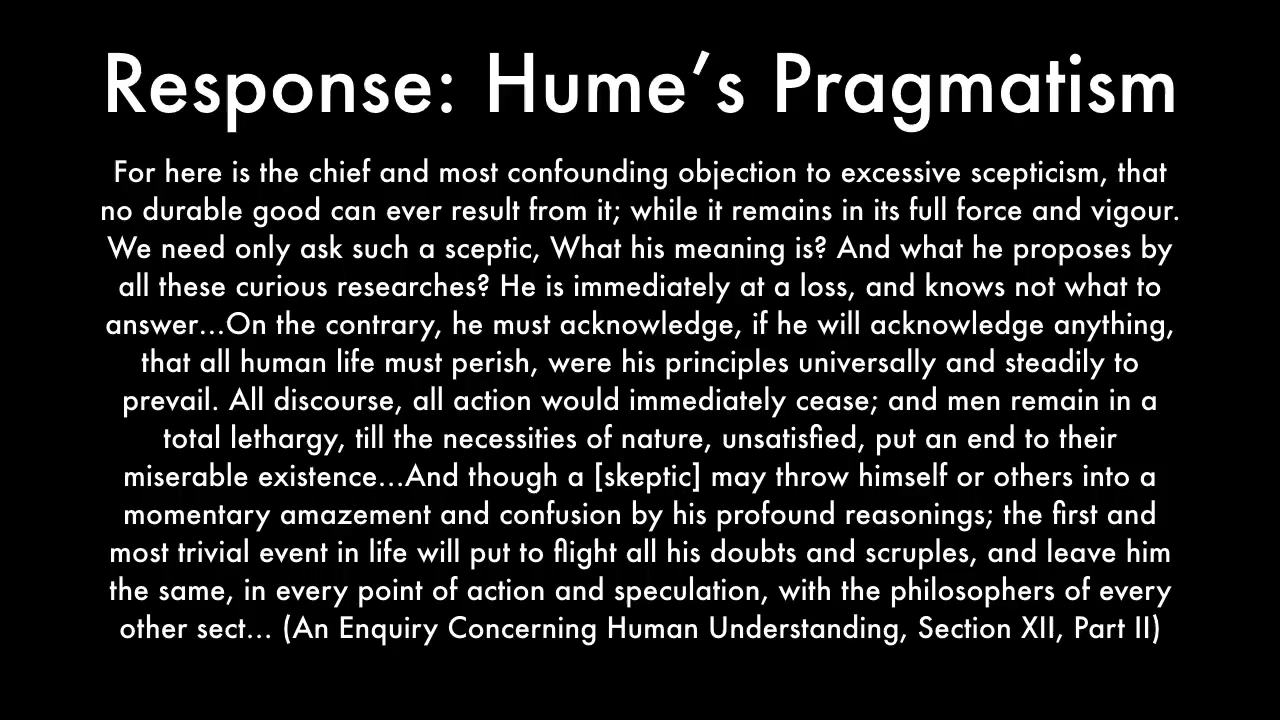 Response: Hume’s Pragmatism
For here is the chief and most confounding objection to excessive scepticism, that
no durable good can ever result from it; while it remains in its full force and vigour.
We need only ask such a sceptic, What his meaning is? And what he proposes by
all these curious researches? He is immediately at a loss, and knows not what to
answer...On the contrary, he must acknowledge, if he will acknowledge anything,
that all human life must perish, were his principles universally and steadily to
prevail. All discourse, all action would immediately cease; and men remain in a
total lethargy, till the necessities of nature, unsatisfied, put an end to their
miserable existence...And though a [skeptic] may throw himself or others into a
momentary amazement and confusion by his profound reasonings; the first and
most trivial event in life will put to flight all his doubts and scruples, and leave him
the same, in every point of action and speculation, with the philosophers of every
other sect... (An Enquiry Concerning Human Understanding, Section XII, Part II)